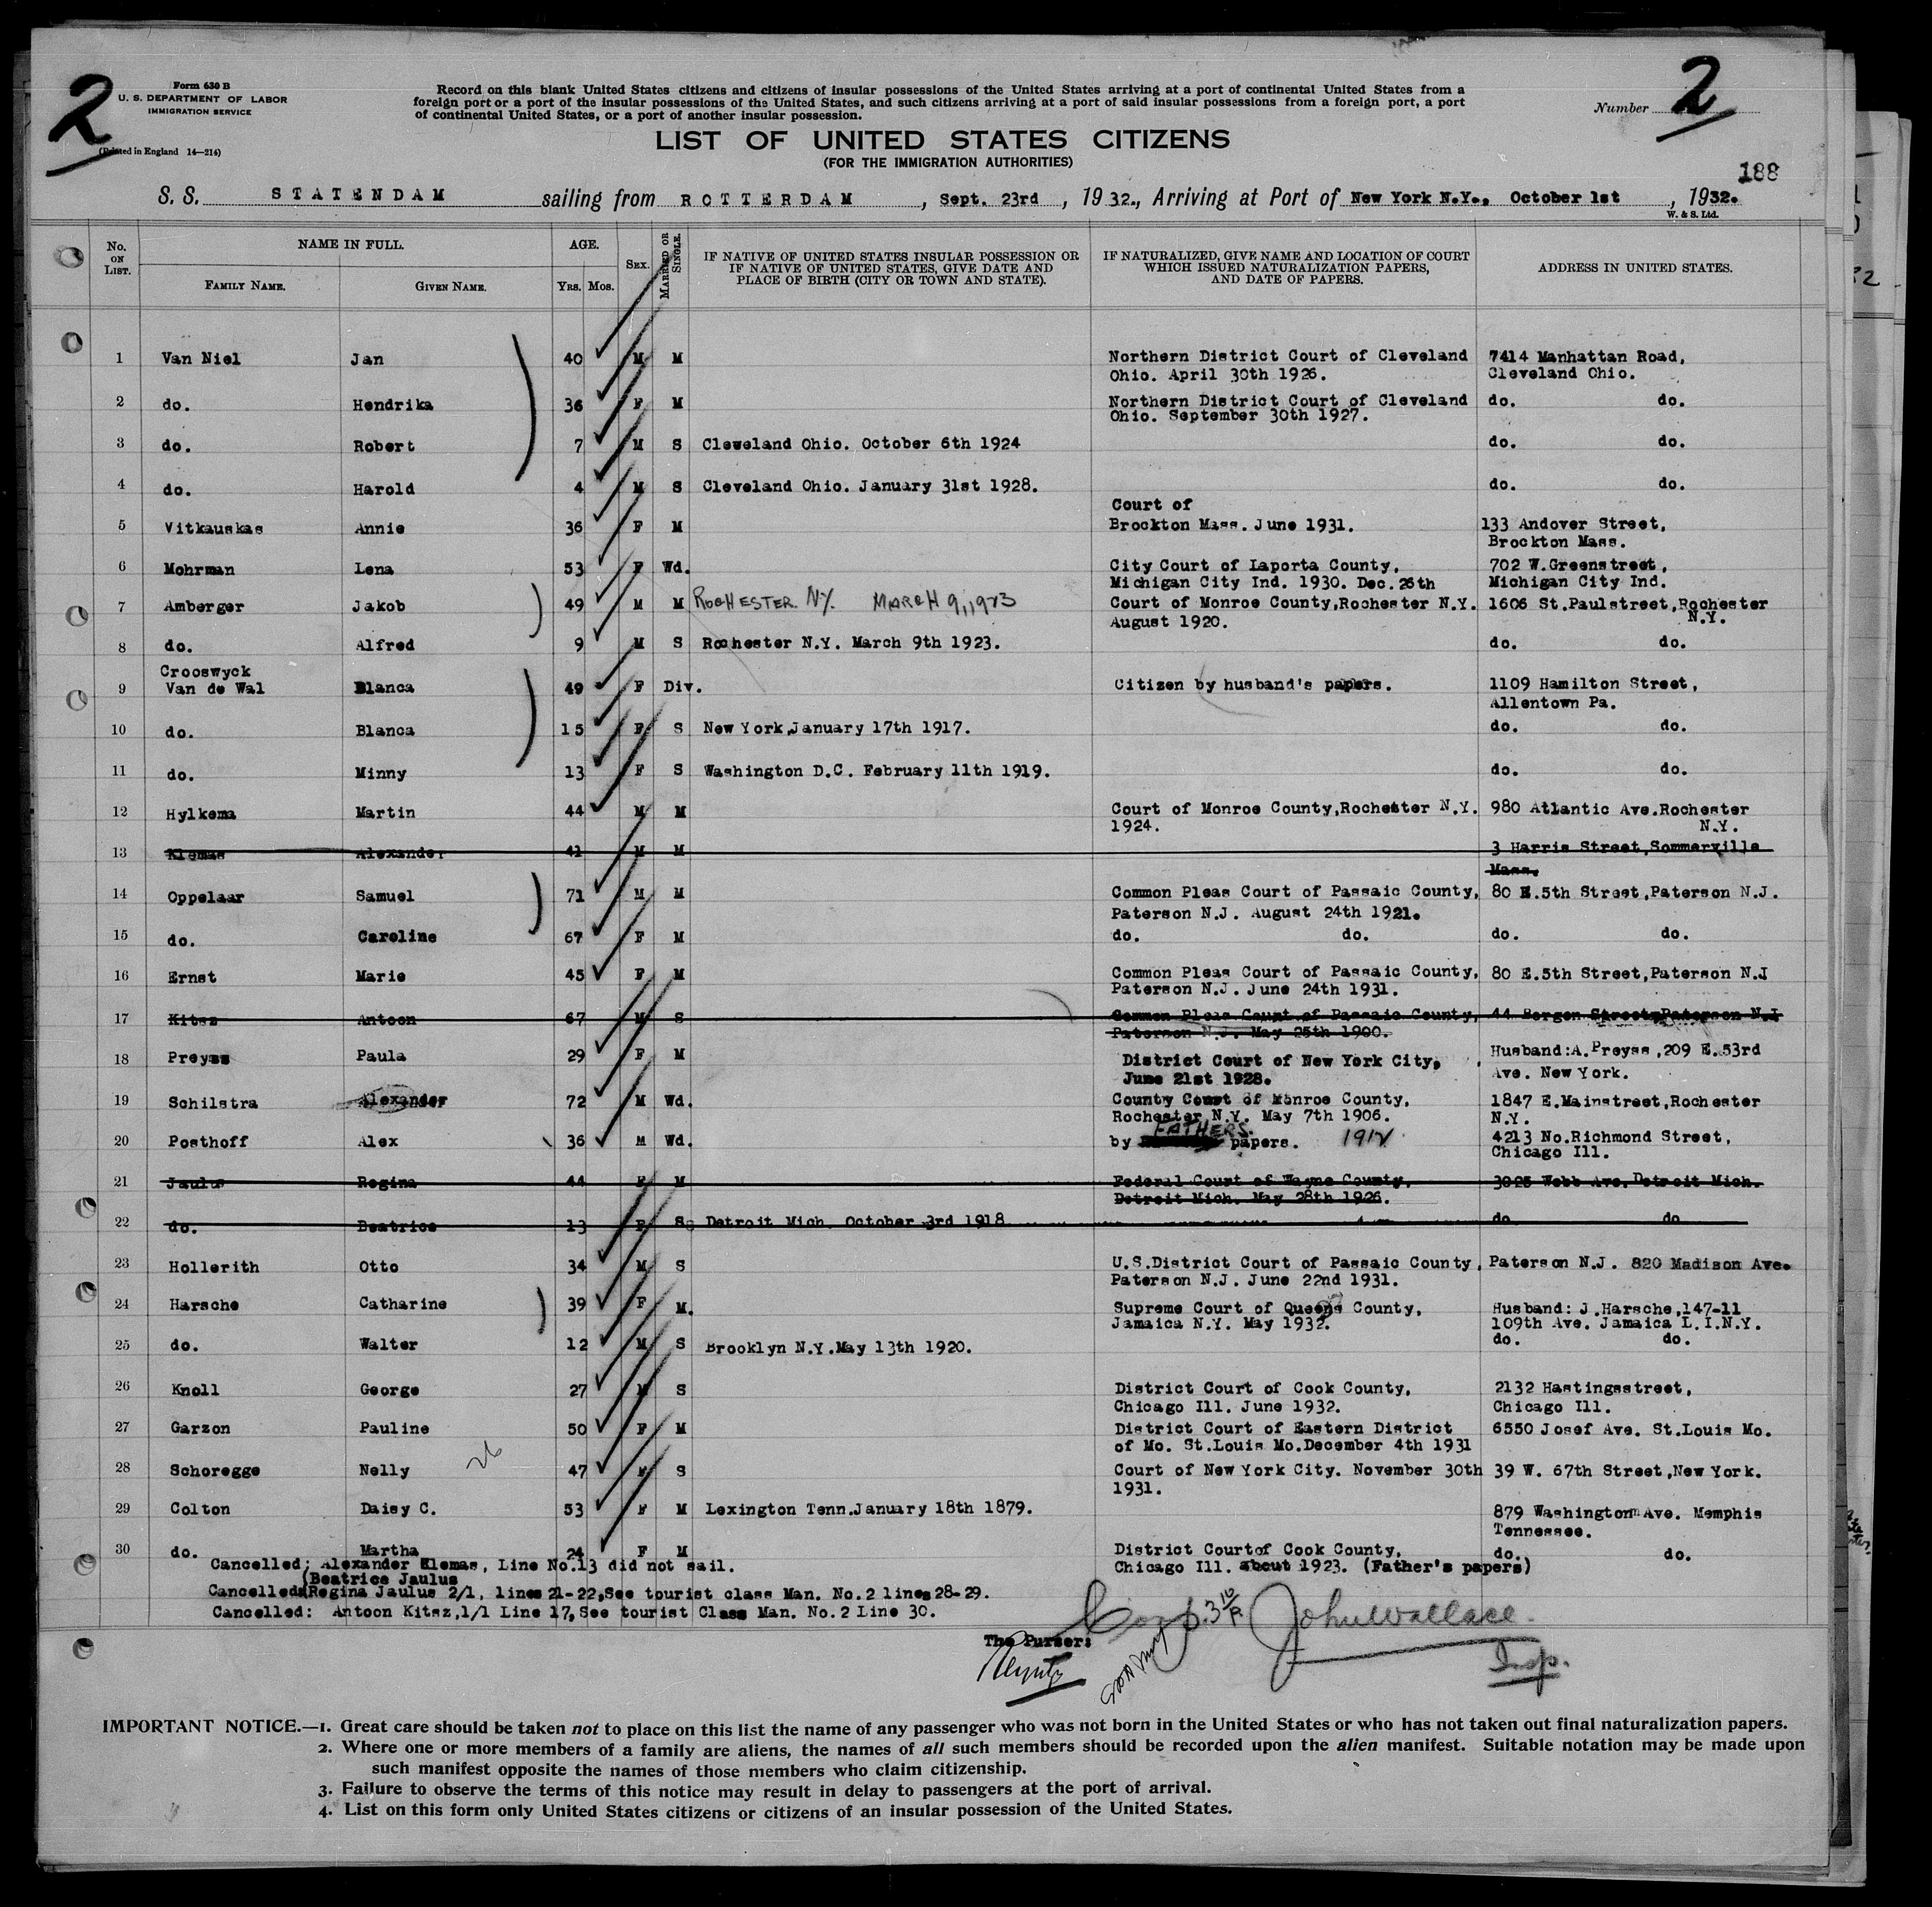 2
Form 630 B
U. S. DEPARTMENT OF LABOR
IMMIGRATION SERVICE
(Printed in England 14—214)
Record on this blank United States citizens and citizens of insular possessions of the United States arriving at a port of continental United States from a
foreign port or a port of the insular possessions of the United States, and such citizens arriving at a port of said insular possessions from a foreign port, a port
of continental United States, or a port of another insular possession.
Number 2
LIST OF UNITED STATES CITIZENS
(FOR THE IMMIGRATION AUTHORITIES)
188
S. S. STATENDAM sailing from ROTTERDAM, Sept. 23rd, 1932., Arriving at Port of New York N.Y., October 1st, 1932.
W. & S. Ltd.
No. ON LIST. NAME IN FULL. AGE. SEX. MARRIED OR SINGLE. IF NATIVE OF UNITED STATES INSULAR POSSESSION OR IF NATIVE OF UNITED STATES, GIVE DATE AND PLACE OF BIRTH (CITY OR TOWN AND STATE). IF NATURALIZED, GIVE NAME AND LOCATION OF COURT WHICH ISSUED NATURALIZATION PAPERS, AND DATE OF PAPERS. ADDRESS IN UNITED STATES.
FAMILY NAME. GIVEN NAME. YRS. MOS.
1 Van Niel Jan 40 M M Northern District Court of Cleveland 7414 Manhattan Road,
Ohio. April 30th 1926. Cleveland Ohio.
2 do. Hendrika 36 F M Northern District Court of Cleveland do. do.
Ohio. September 30th 1927.
3 do. Robert 7 M S Cleweland Ohio. October 6th 1924 do. do.
4 do. Harold 4 M S Cleveland Ohio. January 31st 1928. do. do.
Court of
5 Vitkauskas Annie 36 F M Brockton Mass. June 1931. 133 Andover Street,
Brockton Mass.
6 Mohrman Lena 53 F Wd. City Court of Laporta County, 702 W.Greenstreet,
Michigan City Ind. 1930. Dec. 26th Michigan City Ind.
7 Amberger Jakob 49 M M ROCHESTER NY. MARCH 9, 1923 Court of Monroe County,Rochester N.Y. 1606 St.Paulstreet,Rochester
August 1920. N.Y.
8 do. Alfred 9 M S Rochester N.Y. March 9th 1923. do. do.
Crooswyck
9 Van de Wal Blanca 49 F Div. Citizen by husband's papers. 1109 Hamilton Street,
Allentown Pa.
10 do. Blanca 15 F S New York,January 17th 1917. do. do.
11 do. Minny 13 F S Washington D.C. February 11th 1919. do. do.
12 Hylkema Martin 44 M M Court of Monroe County,Rochester N.Y. 980 Atlantic Ave.Rochester
1924. N.Y.
13 Klemas Alexander 41 M M 3 Harris Street,Sommerville
Mass.
14 Oppelaar Samuel 71 M M Common Pleas Court of Passaic County, 80 E.5th Street,Paterson N.J.
Paterson N.J. August 24th 1921.
15 do. Caroline 67 F M do. do. do. do.
16 Ernst Marie 45 F M Common Pleas Court of Passaic County, 80 E.5th Street,Paterson N.J
Paterson N.J. June 24th 1931.
17 Kitsz Antoon 67 M S Common Pleas Court of Passaic County, 44 Bergen Street,Paterson N.J
Paterson N.J. May 25th 1900.
18 Preyss Paula 29 F M District Court of New York City, Husband:A.Preyss,209 E.53rd
June 21st 1928. Ave. New York.
19 Schilstra Alexander 72 M Wd. County Court of Monroe County, 1847 E.Mainstreet,Rochester
Rochester N.Y. May 7th 1906. N.Y.
20 Posthoff Alex 36 M Wd. by FATHERS papers. 1912 4213 No.Richmond Street,
Chicago Ill.
21 Jaulus Regina 44 F M Federal Court of Wayne County, 3025 Webb Ave. Detroit Mich.
Detroit Mich. May 28th 1926.
22 do. Beatrice 13 F S Detroit Mich. October 3rd 1918 do do
23 Hollerith Otto 34 M S U.S.District Court of Passaic County, Paterson N.J. 820 Madison Ave.
Paterson N.J. June 22nd 1931.
24 Harsche Catharine 39 F M. Supreme Court of Queens County, Husband: J.Harsche,147-11
Jamaica N.Y. May 1932. 109th Ave. Jamaica L.I.N.Y.
25 do. Walter 12 M S Brooklyn N.Y.May 13th 1920. do. do.
26 Knoll George 27 M S District Court of Cook County, 2132 Hastingsstreet,
Chicago Ill. June 1932. Chicago Ill.
27 Garzon Pauline 50 F M District Court of Eastern District 6550 Josef Ave. St.Louis Mo.
of Mo. St.Louis Mo.December 4th 1931
26
28 Schoregge Nelly 47 F S Court of New York City. November 30th 39 W. 67th Street,New York.
1931.
29 Colton Daisy C. 53 F M Lexington Tenn.January 18th 1879. 879 Washington Ave. Memphis
Tennessee.
30 do. Martha 24 F M District Courtof Cook County, do. do.
Chicago Ill. about 1923. (Father's papers)
Cancelled: Alexander Klemas, Line No.13 did not sail.
(Beatrice Jaulus
Cancelled:(Regina Jaulus 2/1, lines 21-22,See tourist class Man. No.2 lines 28-29.
Cancelled: Antoon Kitsz,1/1 Line 17,See tourist Class Man. No.2 Line 30.
The Purser:
John Wallace
Insp.
IMPORTANT NOTICE.—1. Great care should be taken not to place on this list the name of any passenger who was not born in the United States or who has not taken out final naturalization papers.
2. Where one or more members of a family are aliens, the names of all such members should be recorded upon the alien manifest. Suitable notation may be made upon
such manifest opposite the names of those members who claim citizenship.
3. Failure to observe the terms of this notice may result in delay to passengers at the port of arrival.
4. List on this form only United States citizens or citizens of an insular possession of the United States.